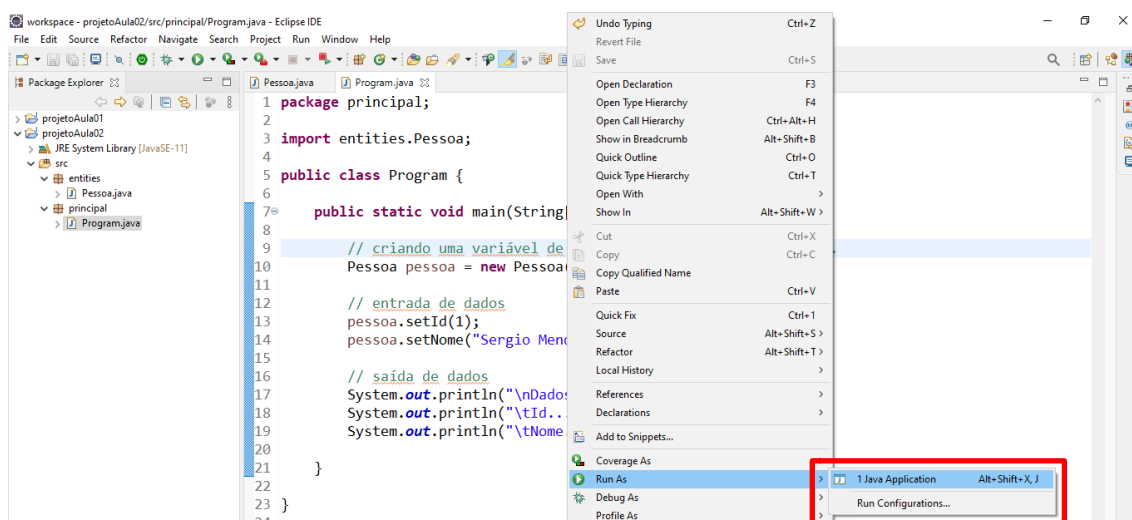 workspace - projetoAula02/src/principal/Program.java - Eclipse IDE
File Edit Source Refactor Navigate Search Project Run Window Help
Package Explorer
projetoAula01
projetoAula02
JRE System Library [JavaSE-11]
src
entities
Pessoa.java
principal
Program.java
Pessoa.java Program.java
1 package principal;
2
3 import entities.Pessoa;
4
5 public class Program {
6
7 public static void main(String[
8
9 // criando uma variável de
10 Pessoa pessoa = new Pessoa(
11
12 // entrada de dados
13 pessoa.setId(1);
14 pessoa.setNome("Sergio Mend
15
16 // saída de dados
17 System.out.println("\nDados
18 System.out.println("\tId...
19 System.out.println("\tNome.
20
21 }
22
23 }
Undo Typing Ctrl+Z
Revert File
Save Ctrl+S
Open Declaration F3
Open Type Hierarchy F4
Open Call Hierarchy Ctrl+Alt+H
Show in Breadcrumb Alt+Shift+B
Quick Outline Ctrl+O
Quick Type Hierarchy Ctrl+T
Open With >
Show In Alt+Shift+W >
Cut Ctrl+X
Copy Ctrl+C
Copy Qualified Name
Paste Ctrl+V
Quick Fix Ctrl+1
Source Alt+Shift+S >
Refactor Alt+Shift+T >
Local History >
References >
Declarations >
Add to Snippets...
Coverage As
Run As >
Debug As >
Profile As >
1 Java Application Alt+Shift+X, J
Run Configurations...